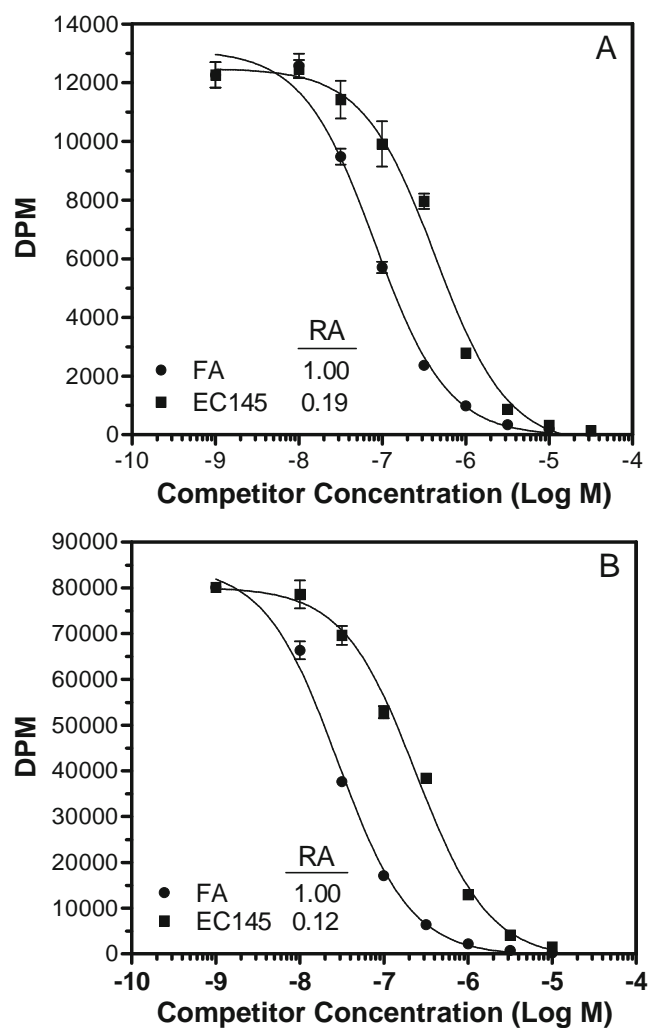 A
14000
12000
10000
8000
6000
4000
2000
0
DPM
RA
FA 1.00
EC145 0.19
-10 -9 -8 -7 -6 -5 -4
Competitor Concentration (Log M)
B
90000
80000
70000
60000
50000
40000
30000
20000
10000
0
DPM
RA
FA 1.00
EC145 0.12
-10 -9 -8 -7 -6 -5 -4
Competitor Concentration (Log M)